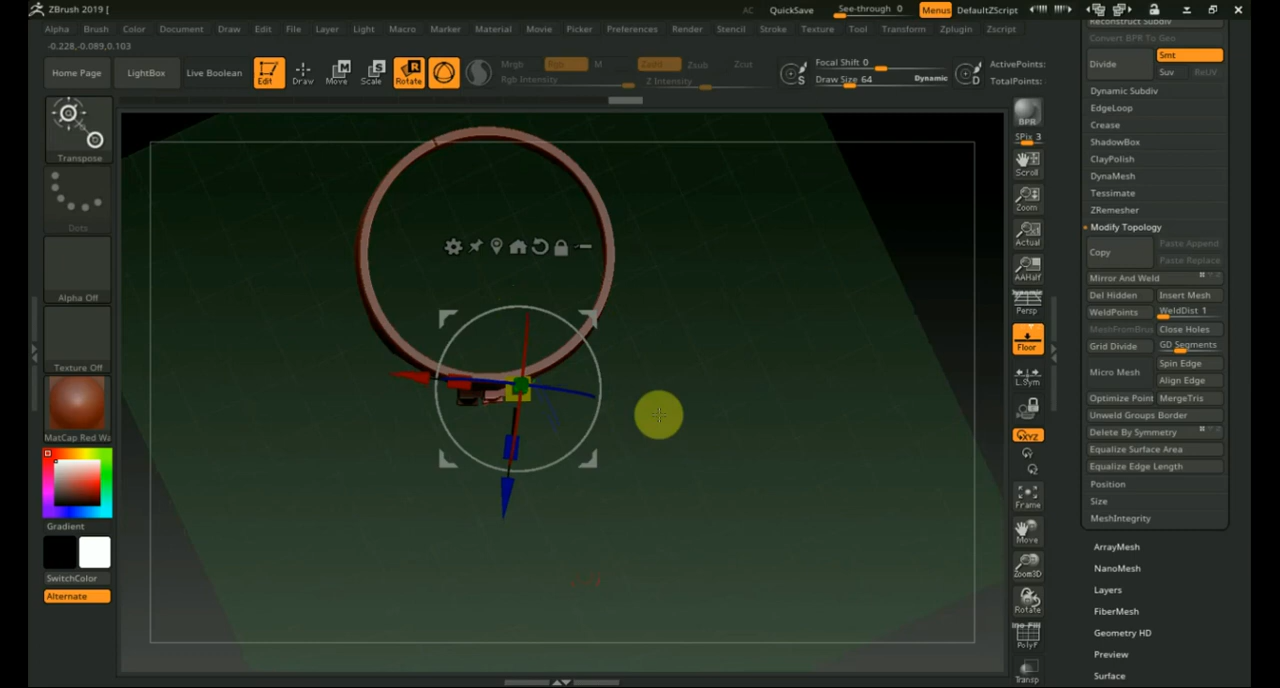 ZBrush 2019 [
AC QuickSave See-through 0 Menus DefaultZScript
Alpha Brush Color Document Draw Edit File Layer Light Macro Marker Material Movie Picker Preferences Render Stencil Stroke Texture Tool Transform Zplugin Zscript
-0.228,-0.089,0.103
Home Page LightBox Live Boolean Edit Draw Move Scale Rotate
Mrgb Rgb M Zadd Zsub Zcut
Rgb Intensity Z Intensity
Focal Shift 0
Draw Size 64 Dynamic
ActivePoints:
TotalPoints:
Transpose
Dots
Alpha Off
Texture Off
MatCap Red Wa
Gradient
SwitchColor
Alternate
BPR
SPix 3
Scroll
Zoom
Actual
AAHalf
Dynamic
Persp
Floor
L.Sym
XYZ
Frame
Move
Zoom3D
Rotate
PolyF
Transp
Reconstruct Subdiv
Convert BPR To Geo
Divide Smt
Suv ReUV
Dynamic Subdiv
EdgeLoop
Crease
ShadowBox
ClayPolish
DynaMesh
Tessimate
ZRemesher
Modify Topology
Copy Paste Append
Paste Replace
Mirror And Weld
Del Hidden Insert Mesh
WeldPoints WeldDist 1
MeshFromBrus Close Holes
Grid Divide GD Segments
Micro Mesh Spin Edge
Align Edge
Optimize Point MergeTris
Unweld Groups Border
Delete By Symmetry
Equalize Surface Area
Equalize Edge Length
Position
Size
MeshIntegrity
ArrayMesh
NanoMesh
Layers
FiberMesh
Geometry HD
Preview
Surface